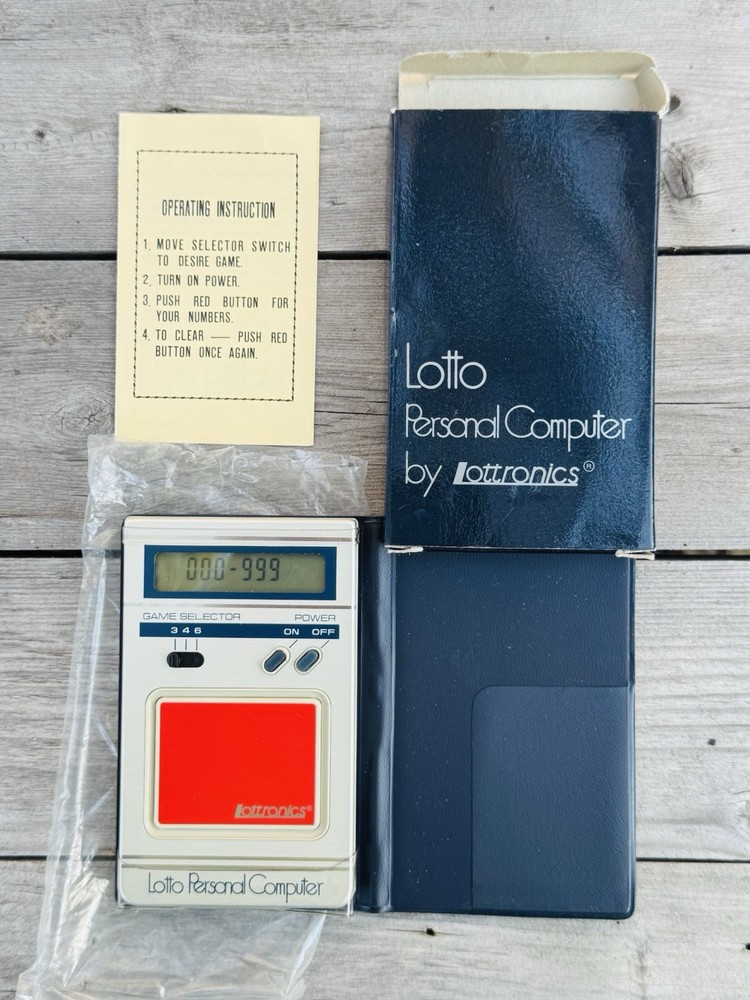 OPERATING INSTRUCTION
1. MOVE SELECTOR SWITCH
TO DESIRE GAME.
2. TURN ON POWER.
3. PUSH RED BUTTON FOR
YOUR NUMBERS.
4. TO CLEAR — PUSH RED
BUTTON ONCE AGAIN.
Lotto
Personal Computer
by Lottronics®
000-999
GAME SELECTOR POWER
3 4 6 ON OFF
Lottronics®
Lotto Personal Computer